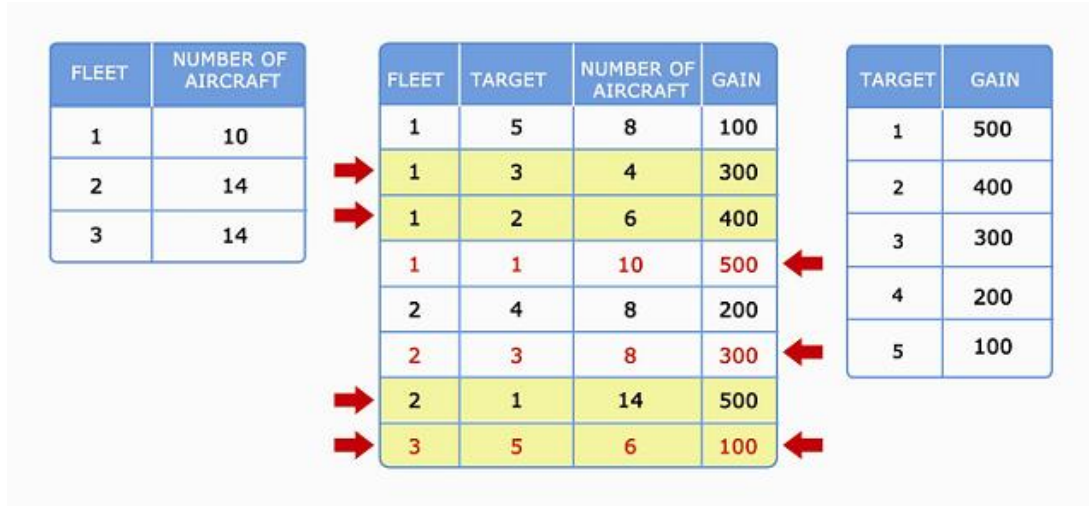 FLEET NUMBER OF AIRCRAFT
1 10
2 14
3 14
FLEET TARGET NUMBER OF AIRCRAFT GAIN
1 5 8 100
1 3 4 300
1 2 6 400
1 1 10 500
2 4 8 200
2 3 8 300
2 1 14 500
3 5 6 100
TARGET GAIN
1 500
2 400
3 300
4 200
5 100